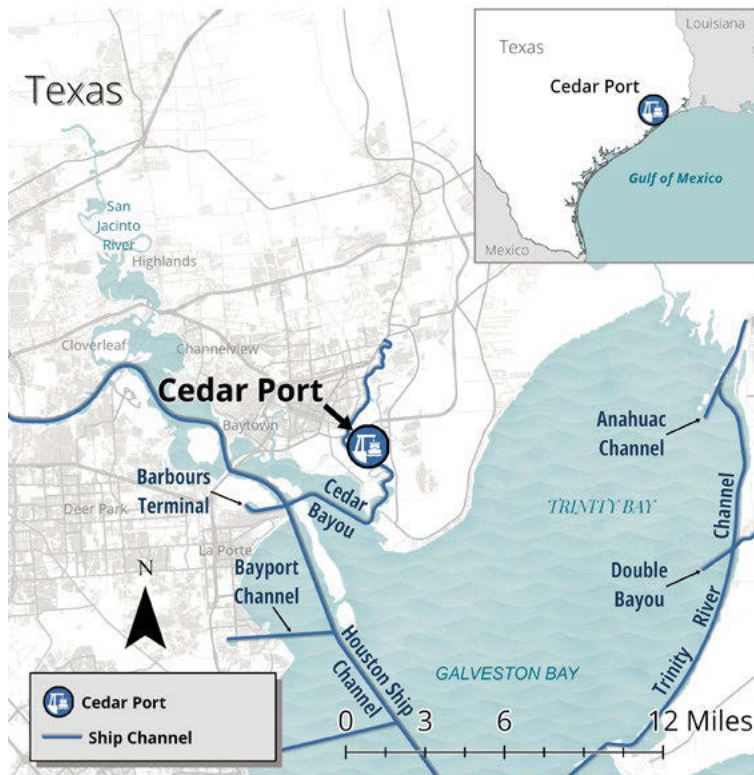 Texas
Louisiana
Texas
Cedar Port
Gulf of Mexico
Mexico
San
Jacinto
River
Highlands
Cloverleaf
Channelview
Cedar Port
Baytown
Anahuac
Channel
Barbours
Terminal
Cedar
Bayou
TRINITY BAY
Deer Park
La Porte
Channel
N
Bayport
Channel
Double
Bayou
River
Trinity
Houston Ship
Channel
GALVESTON BAY
Cedar Port
Ship Channel
0 3 6 12 Miles